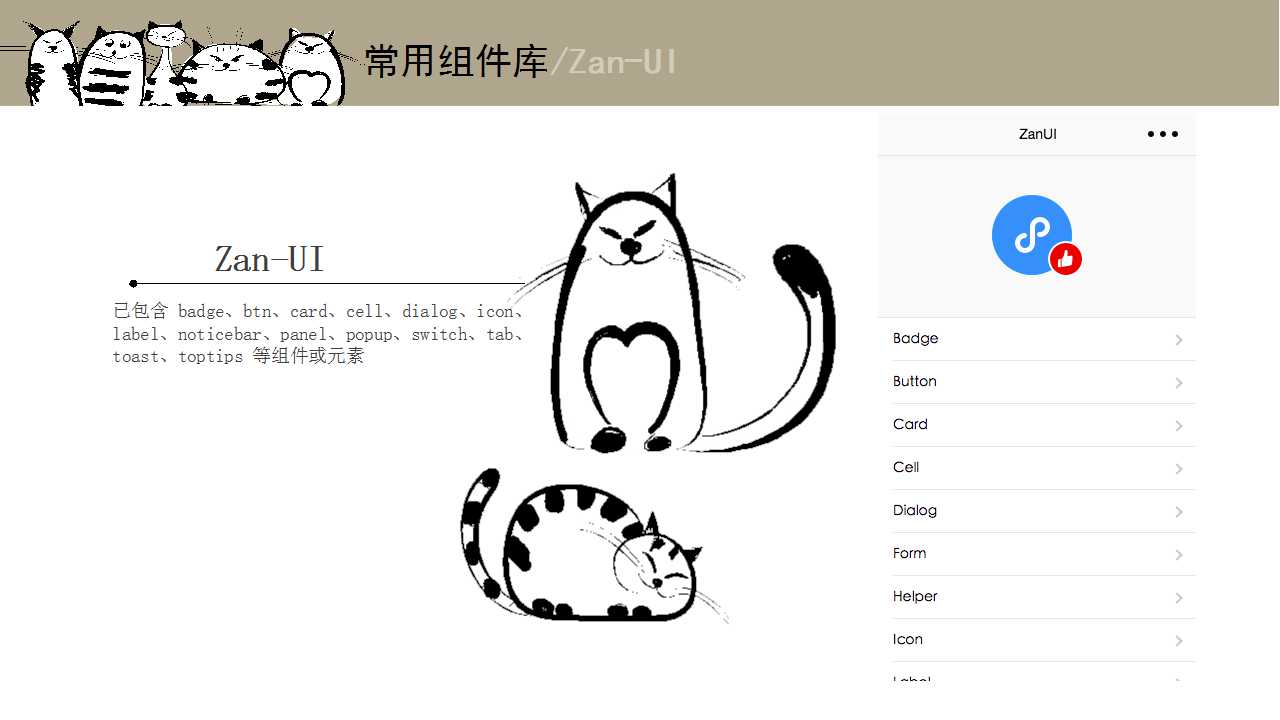 常用组件库/Zan-UI
Zan-UI
已包含 badge、btn、card、cell、dialog、icon、
label、noticebar、panel、popup、switch、tab、
toast、toptips 等组件或元素
ZanUI
Badge
Button
Card
Cell
Dialog
Form
Helper
Icon
Label